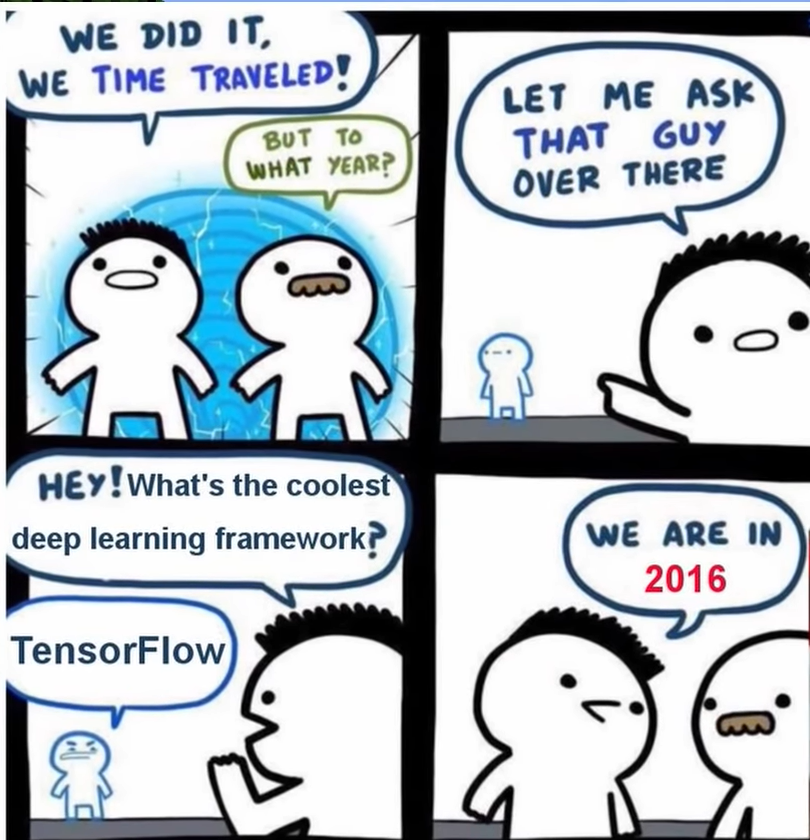 WE DID IT,
WE TIME TRAVELED!
BUT TO
WHAT YEAR?
LET ME ASK
THAT GUY
OVER THERE
HEY! What's the coolest
deep learning framework?
TensorFlow
WE ARE IN
2016